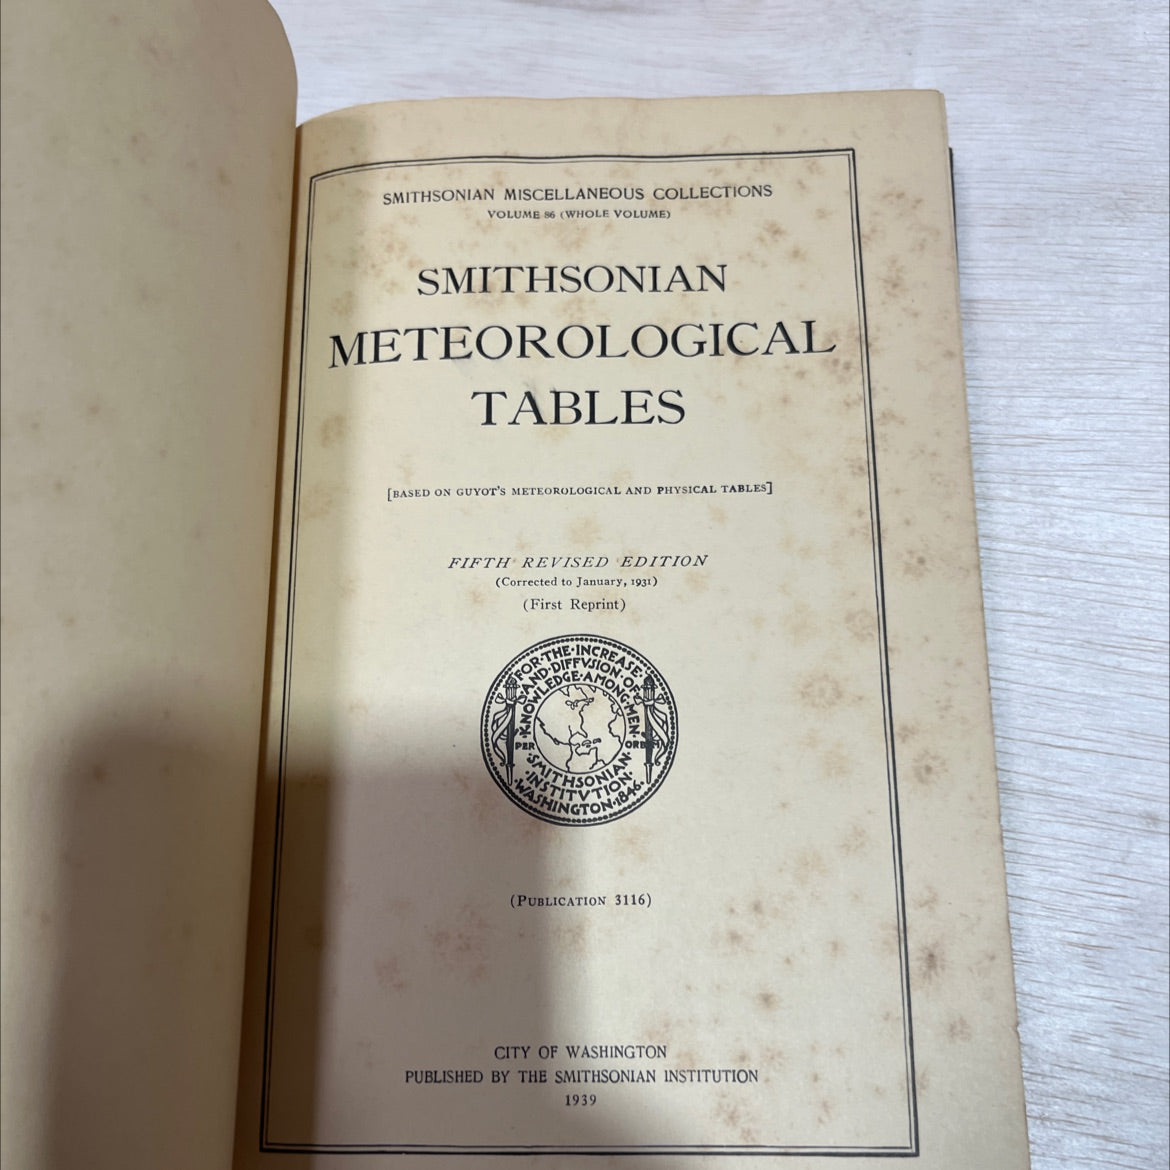 SMITHSONIAN MISCELLANEOUS COLLECTIONS
VOLUME 86 (WHOLE VOLUME)
SMITHSONIAN
METEOROLOGICAL
TABLES
[BASED ON GUYOT'S METEOROLOGICAL AND PHYSICAL TABLES]
FIFTH REVISED EDITION
(Corrected to January, 1931)
(First Reprint)
FOR·THE·INCREASE·
AND·DIFFVSION·OF
KNOWLEDGE·AMONG·MEN·
PER ORBEM
·SMITHSONIAN·
·INSTITVTION·
·WASHINGTON·1846·
(PUBLICATION 3116)
CITY OF WASHINGTON
PUBLISHED BY THE SMITHSONIAN INSTITUTION
1939